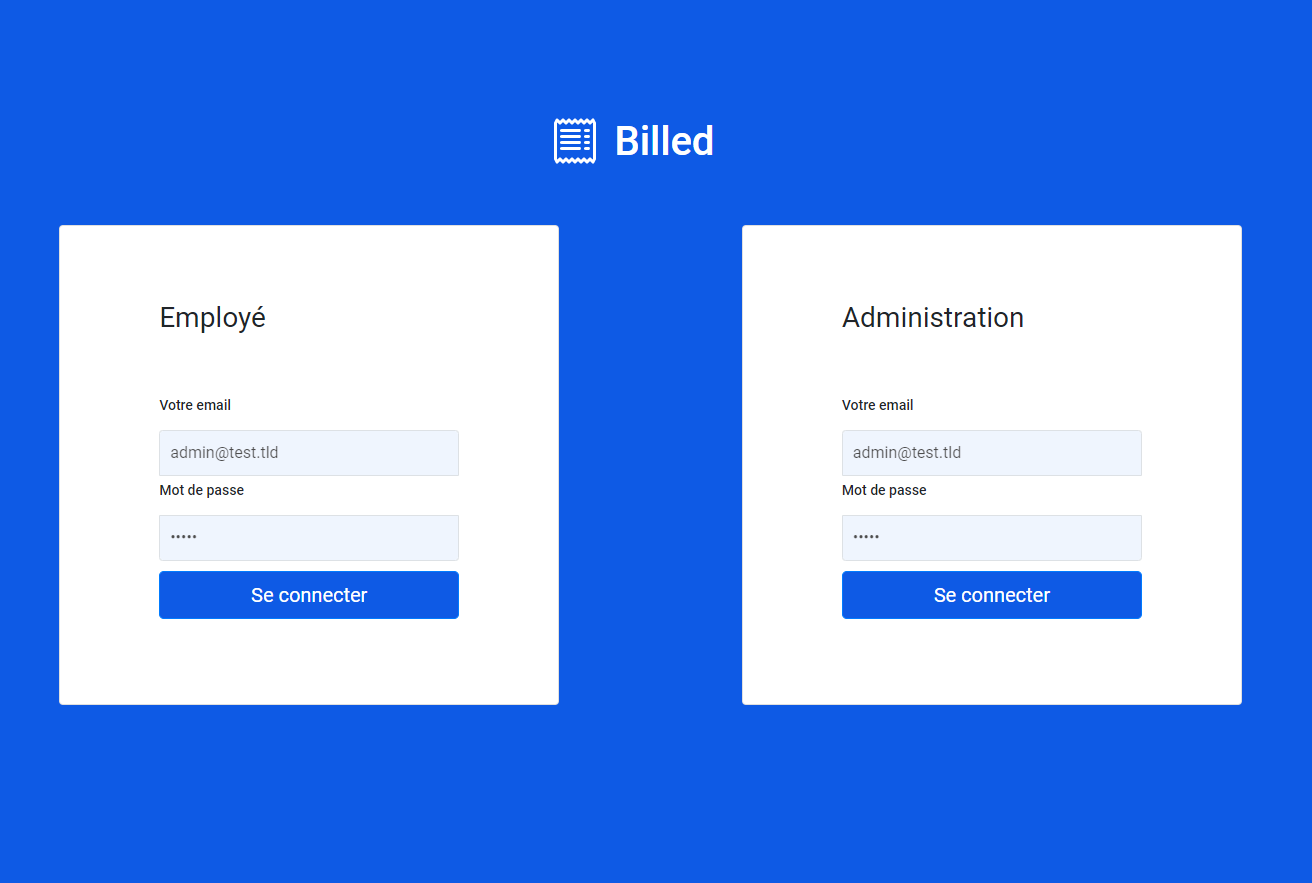 Billed
Employé
Votre email
admin@test.tld
Mot de passe
•••••
Se connecter
Administration
Votre email
admin@test.tld
Mot de passe
•••••
Se connecter